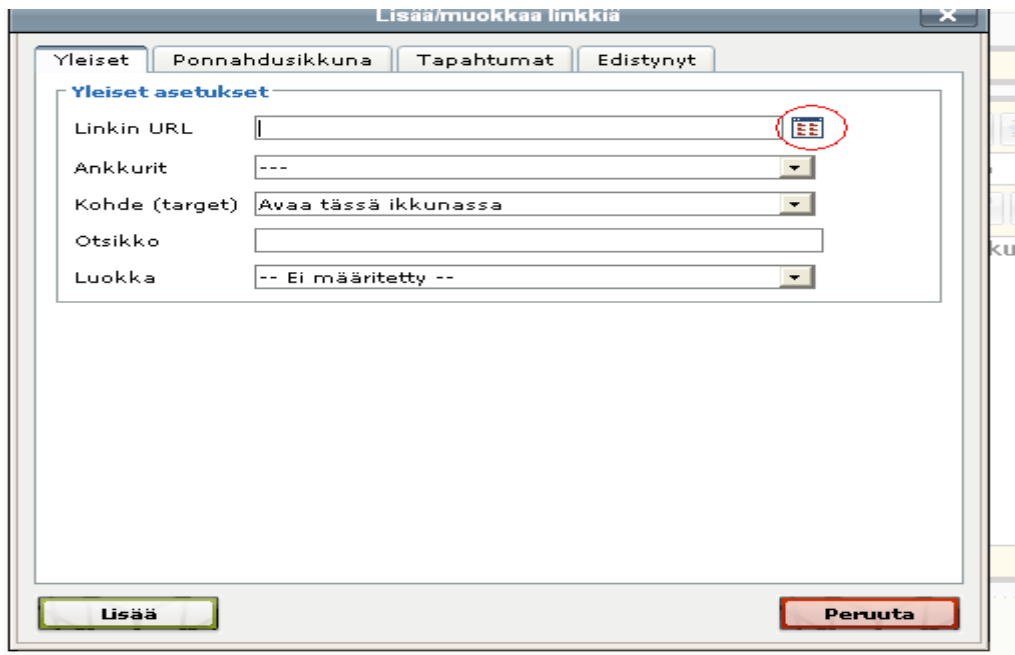 Lisää/muokkaa linkkiä
Yleiset Ponnahdusikkuna Tapahtumat Edistynyt
Yleiset asetukset
Linkin URL
Ankkurit ---
Kohde (target) Avaa tässä ikkunassa
Otsikko
Luokka -- Ei määritetty --
ku
Lisää Peruuta